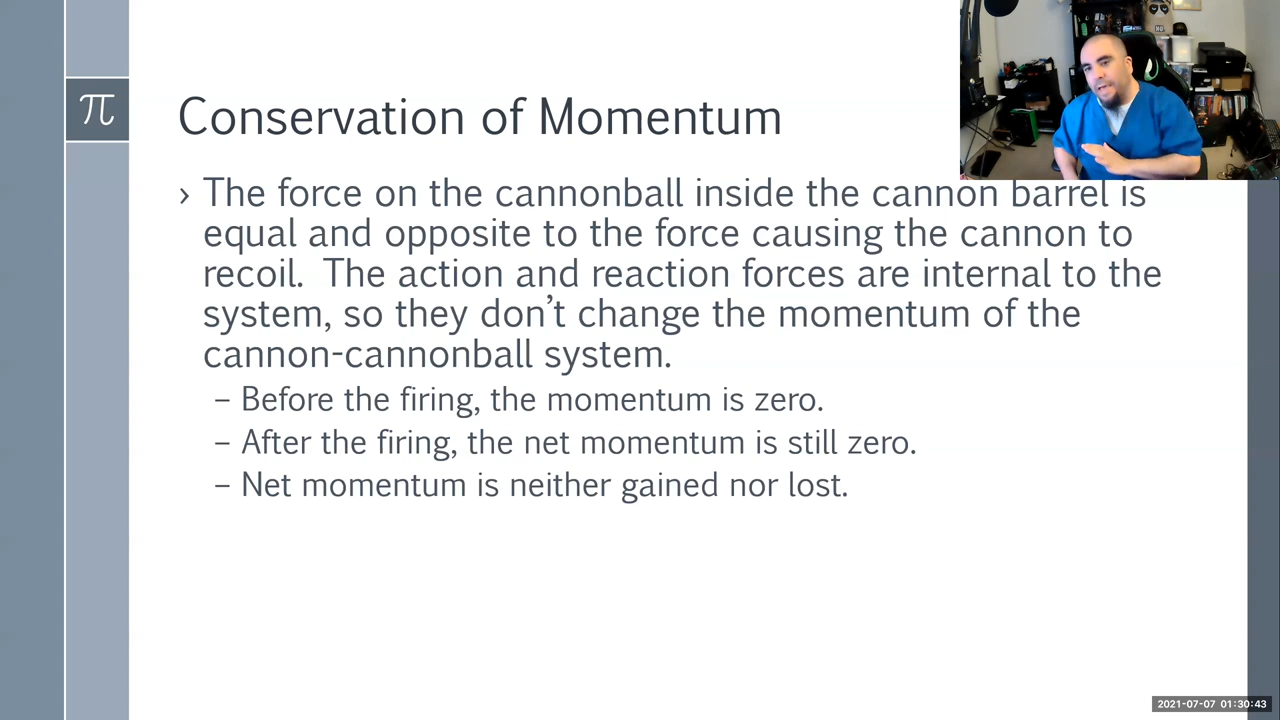 π
Conservation of Momentum
› The force on the cannonball inside the cannon barrel is
equal and opposite to the force causing the cannon to
recoil.  The action and reaction forces are internal to the
system, so they don’t change the momentum of the
cannon-cannonball system.
– Before the firing, the momentum is zero.
– After the firing, the net momentum is still zero.
– Net momentum is neither gained nor lost.
2021-07-07 01:30:43